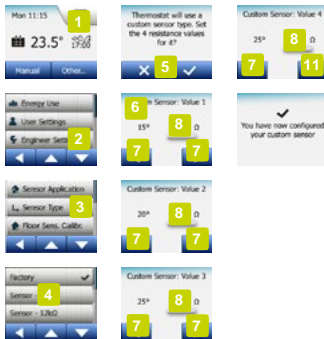 Mon 11:15
1
23.5°
17:00
Manual
Other...
Energy Use
User Settings
Engineer Setti
2
Sensor Application
Sensor Type
3
Floor Sens. Calibr.
Factory
Sensor -
4
Sensor - 12kΩ
Thermostat will use a
custom sensor type. Set
the 4 resistance values
for it?
5
6
m Sensor: Value 1
15°
8
Ω
7
7
Custom Sensor: Value 2
20°
8
Ω
7
7
Custom Sensor: Value 3
25°
8
Ω
7
7
Custom Sensor: Value 4
25°
8
Ω
7
11
You have now configured
your custom sensor